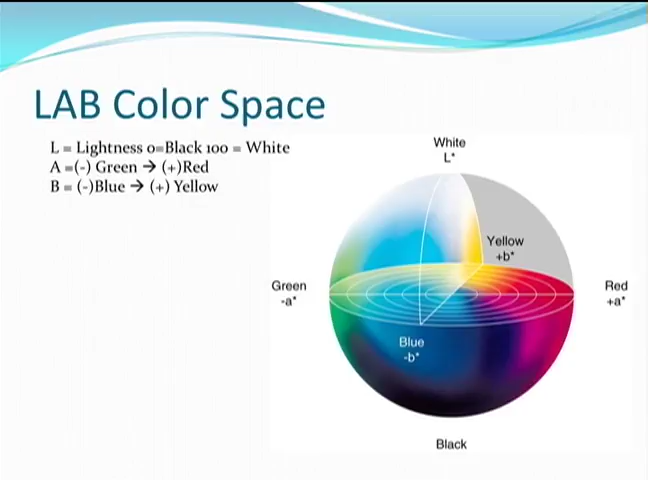 LAB Color Space
L = Lightness 0=Black 100 = White
A =(-) Green → (+)Red
B = (-)Blue → (+) Yellow
White
L*
Yellow
+b*
Green
-a*
Red
+a*
Blue
-b*
Black